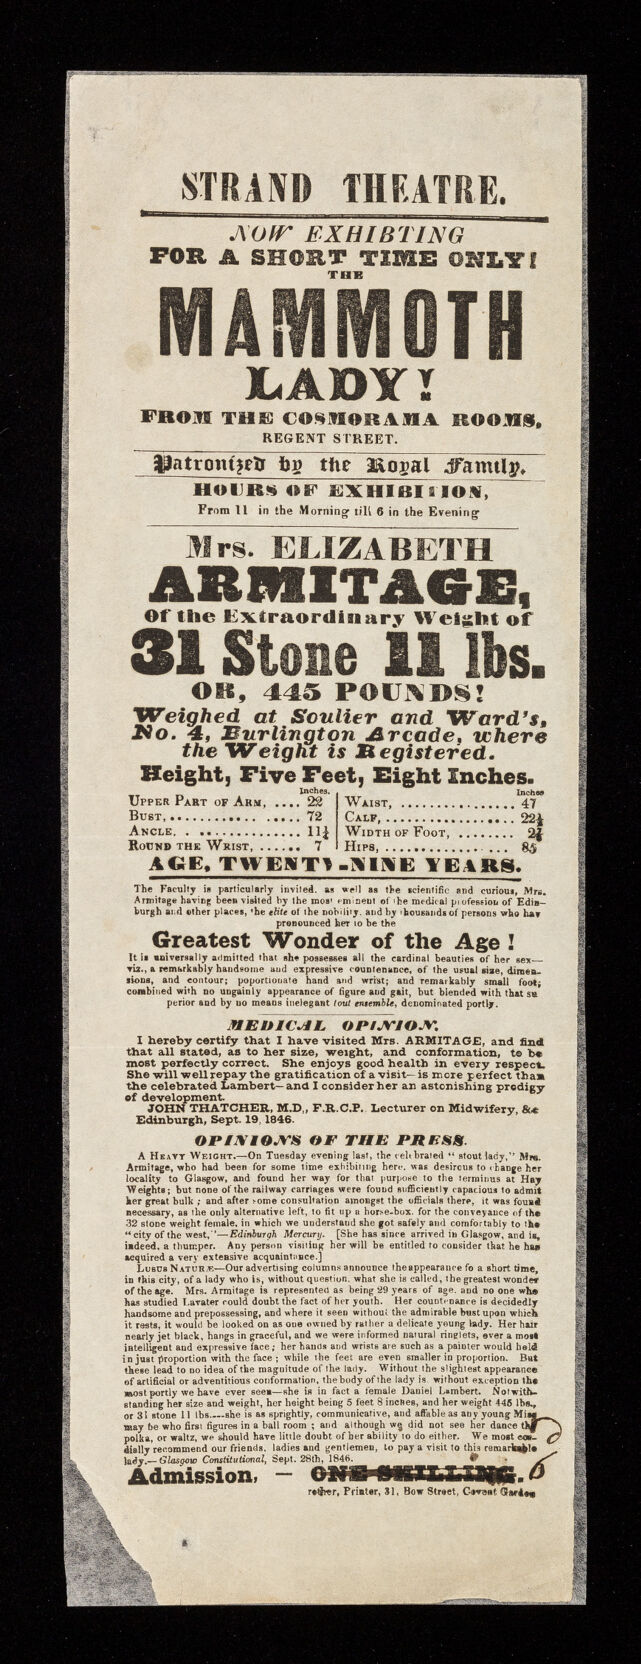 STRAND THEATRE.
NOW EXHIBTING
FOR A SHORT TIME ONLY!
THE
MAMMOTH
LADY!
FROM THE COSMORAMA ROOMS,
REGENT STREET.
Patronized by the Royal Family.
HOURS OF EXHIBITION,
From 11 in the Morning till 6 in the Evening
Mrs. ELIZABETH
ARMITAGE,
Of the Extraordinary Weight of
31 Stone 11 lbs.
OR, 445 POUNDS!
Weighed at Soulier and Ward's,
No. 4, Burlington Arcade, where
the Weight is Registered.
Height, Five Feet, Eight Inches.
Inches.
UPPER PART OF ARM, .... 22
BUST, ............ 72
ANCLE. ............ 11½
ROUND THE WRIST, ...... 7
Inches
WAIST, ................ 47
CALF, .................. 22½
WIDTH OF FOOT, ........
HIPS, .................. 85
AGE, TWENTY-NINE YEARS.
The Faculty is particularly invited. as well as the scientific and curious, Mrs.
Armitage having been visited by the most eminent of the medical profession of Edin-
burgh and other places, the elite of the nobility. and by thousands of persons who hav
pronounced her to be the
Greatest Wonder of the Age!
It is universally admitted that she possesses all the cardinal beauties of her sex—
viz., a remarkably handsome and expressive countenance, of the usual size, dimen-
sions, and contour; poportionate hand and wrist; and remarkably small foot;
combined with no ungainly appearance of figure and gait, but blended with that su
perior and by no means inelegant tout ensemble, denominated portly.
MEDICAL OPINION.
I hereby certify that I have visited Mrs. ARMITAGE, and find
that all stated, as to her size, weight, and conformation, to be
most perfectly correct. She enjoys good health in every respect.
She will well repay the gratification of a visit—is more perfect than
the celebrated Lambert—and I consider her an astonishing prodigy
of development.
JOHN THATCHER, M.D., F.R.C.P. Lecturer on Midwifery, &c
Edinburgh, Sept. 19, 1846.
OPINIONS OF THE PRESS.
A HEAVY WEIGHT.—On Tuesday evening last, the celebrated "stout lady," Mrs.
Armitage, who had been for some time exhibiting here. was desirous to change her
locality to Glasgow, and found her way for that purpose to the terminus at Hay
Weights; but none of the railway carriages were found sufficiently capacious to admit
her great bulk; and after some consultation amongst the officials there, it was found
necessary, as the only alternative left, to fit up a horse-box. for the conveyance of the
32 stone weight female, in which we understand she got safely and comfortably to the
"city of the west,"—Edinburgh Mercury. [She has since arrived in Glasgow, and is,
indeed, a thumper. Any person visiting her will be entitled to consider that he has
acquired a very extensive acquaintance.]
LUSUS NATURÆ—Our advertising columns announce the appearance fo a short time,
in this city, of a lady who is, without question. what she is called, the greatest wonder
of the age. Mrs. Armitage is represented as being 29 years of age. and no one who
has studied Lavater could doubt the fact of her youth. Her countenance is decidedly
handsome and prepossessing, and where it seen without the admirable bust upon which
it rests, it would be looked on as one owned by rather a delicate young lady. Her hair
nearly jet black, hangs in graceful, and we were informed natural ringlets, over a most
intelligent and expressive face; her hands and wrists are such as a painter would hold
in just proportion with the face; while the feet are even smaller in proportion. But
these lead to no idea of the magnitude of the lady. Without the slightest appearance
of artificial or adventitious conformation, the body of the lady is without exception the
most portly we have ever seen—she is in fact a female Daniel Lambert. Notwith-
standing her size and weight, her height being 5 feet 8 inches, and her weight 445 lbs.,
or 31 stone 11 lbs.—she is as sprightly, communicative, and affable as any young Miss
may be who first figures in a ball room; and although we did not see her dance the
polka, or waltz, we should have little doubt of her ability to do either. We most cor-
dially recommend our friends, ladies and gentlemen, to pay a visit to this remarkable
lady.—Glasgow Constitutional, Sept. 28th, 1846.
Admission, — ONE SHILLING. 6
Printer, 31, Bow Street, Covent Garden